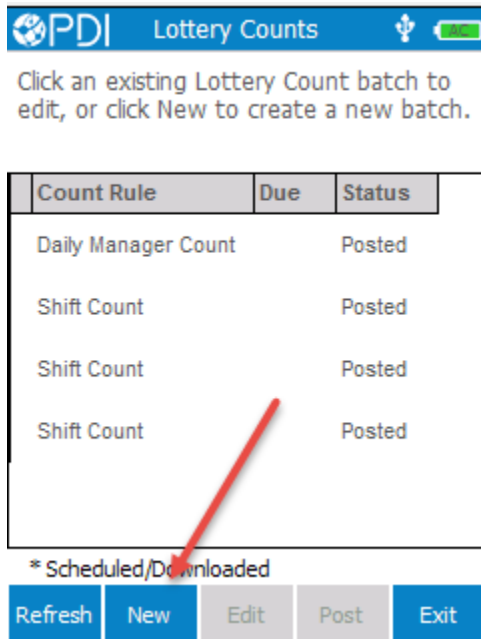 PDI Lottery Counts AC
Click an existing Lottery Count batch to
edit, or click New to create a new batch.
Count Rule Due Status
Daily Manager Count Posted
Shift Count Posted
Shift Count Posted
Shift Count Posted
* Scheduled/Downloaded
Refresh New Edit Post Exit